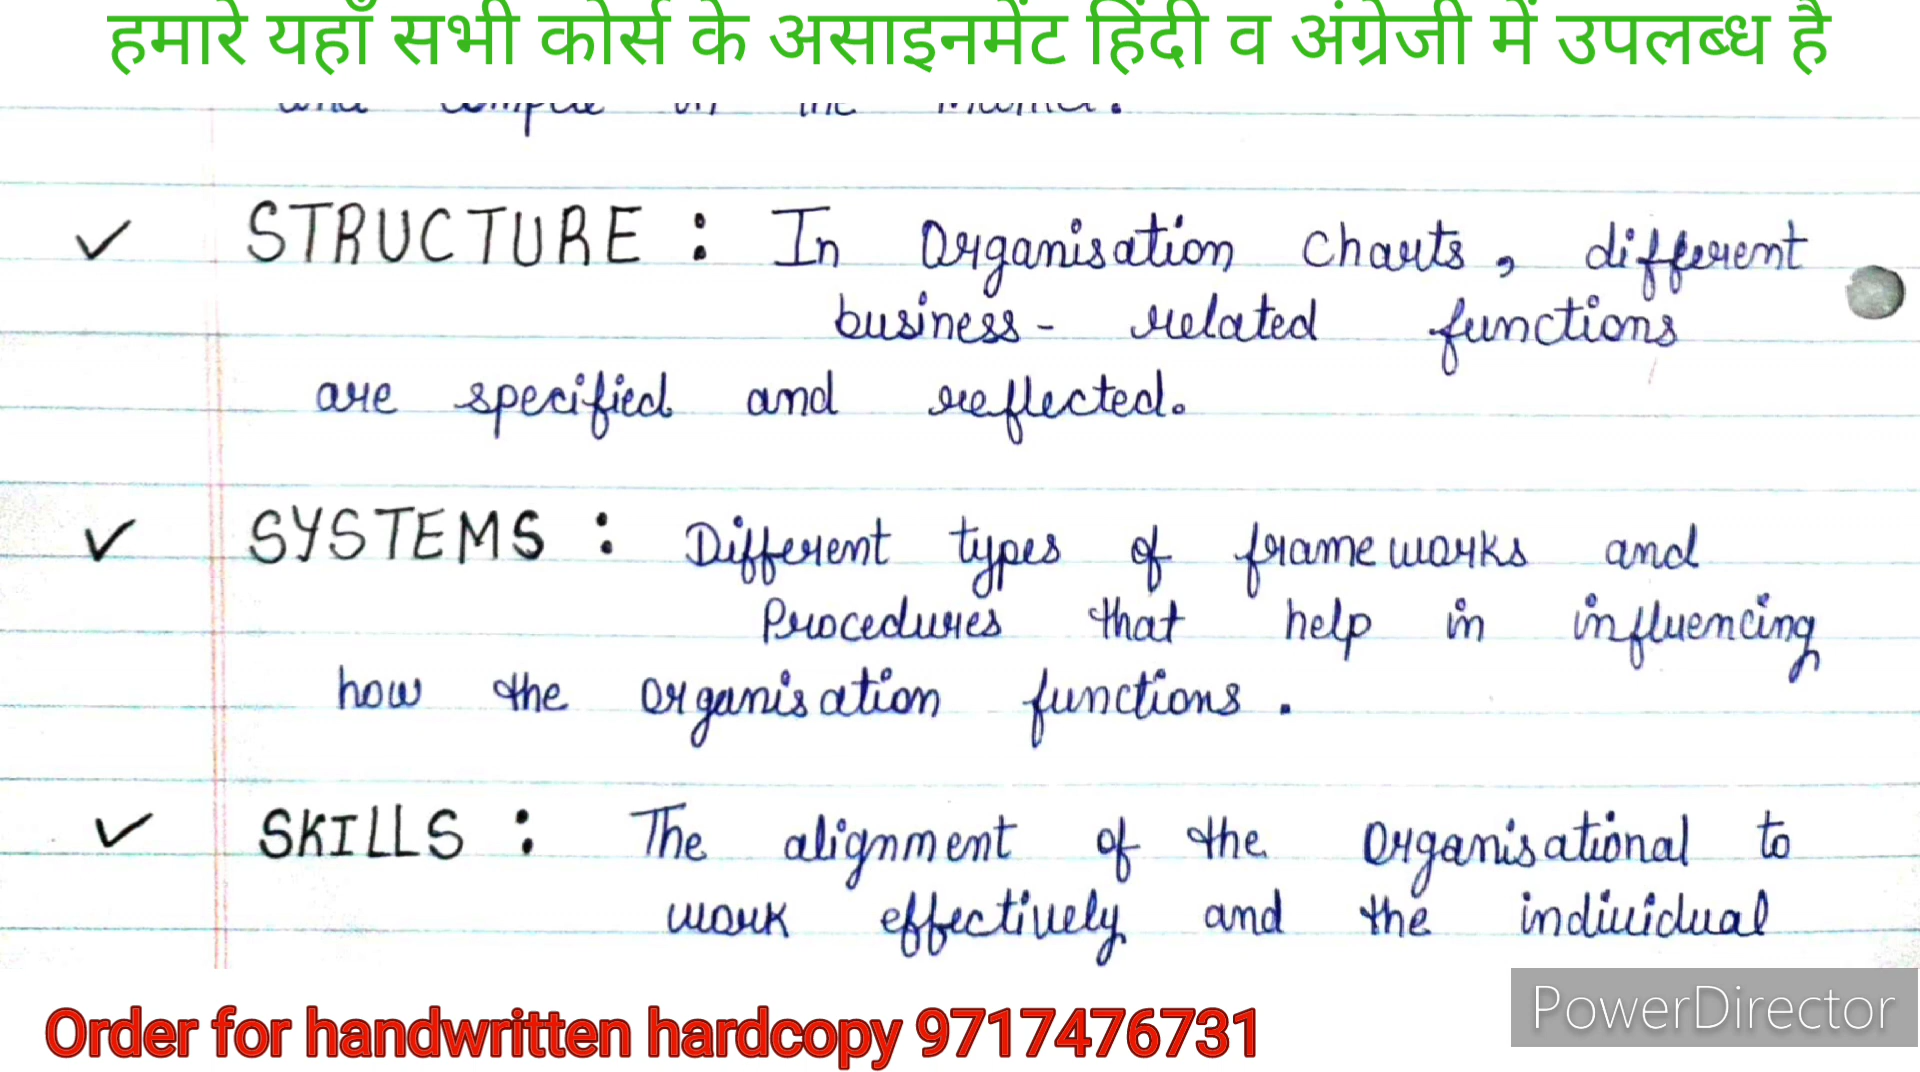 हमारे यहाँ सभी कोर्स के असाइनमेंट हिंदी व अंग्रेजी में उपलब्ध है
STRUCTURE : In Organisation charts, different
business - related functions
are specified and reflected.
SYSTEMS : Different types of frameworks and
Procedures that help in influencing
how the organisation functions.
SKILLS : The alignment of the Organisational to
work effectively and the individual
PowerDirector
Order for handwritten hardcopy 9717476731